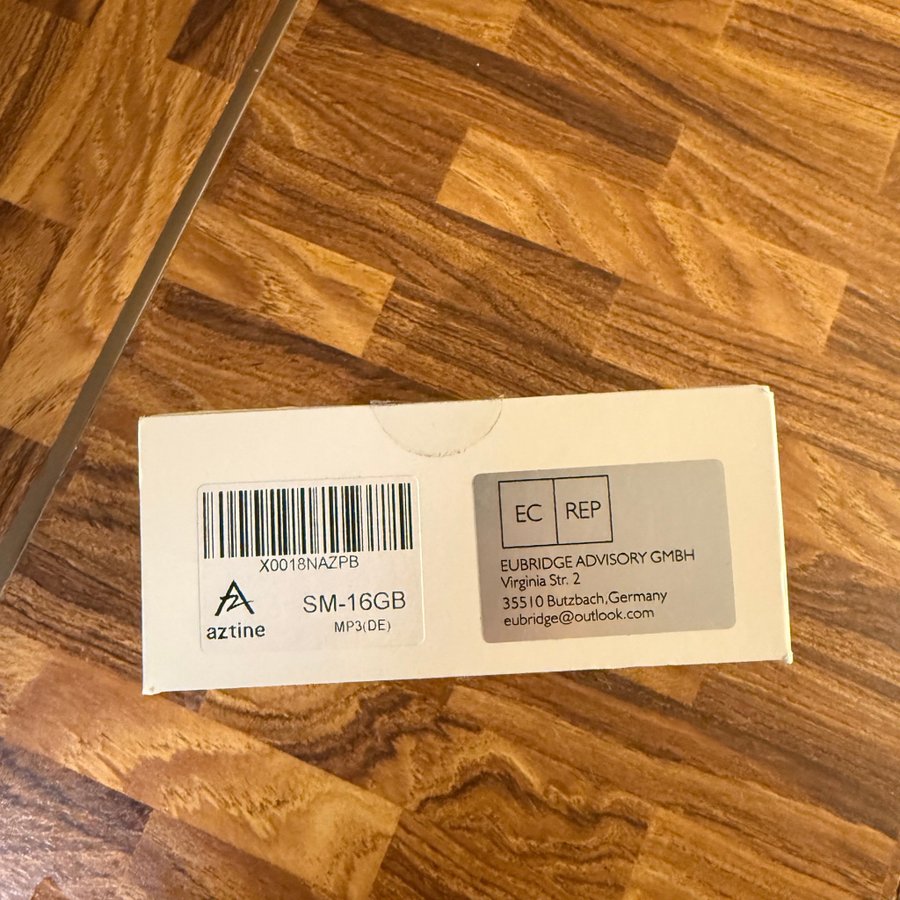 X0018NAZPB
aztine
SM-16GB
MP3(DE)
EC REP
EUBRIDGE ADVISORY GMBH
Virginia Str. 2
35510 Butzbach,Germany
eubridge@outlook.com